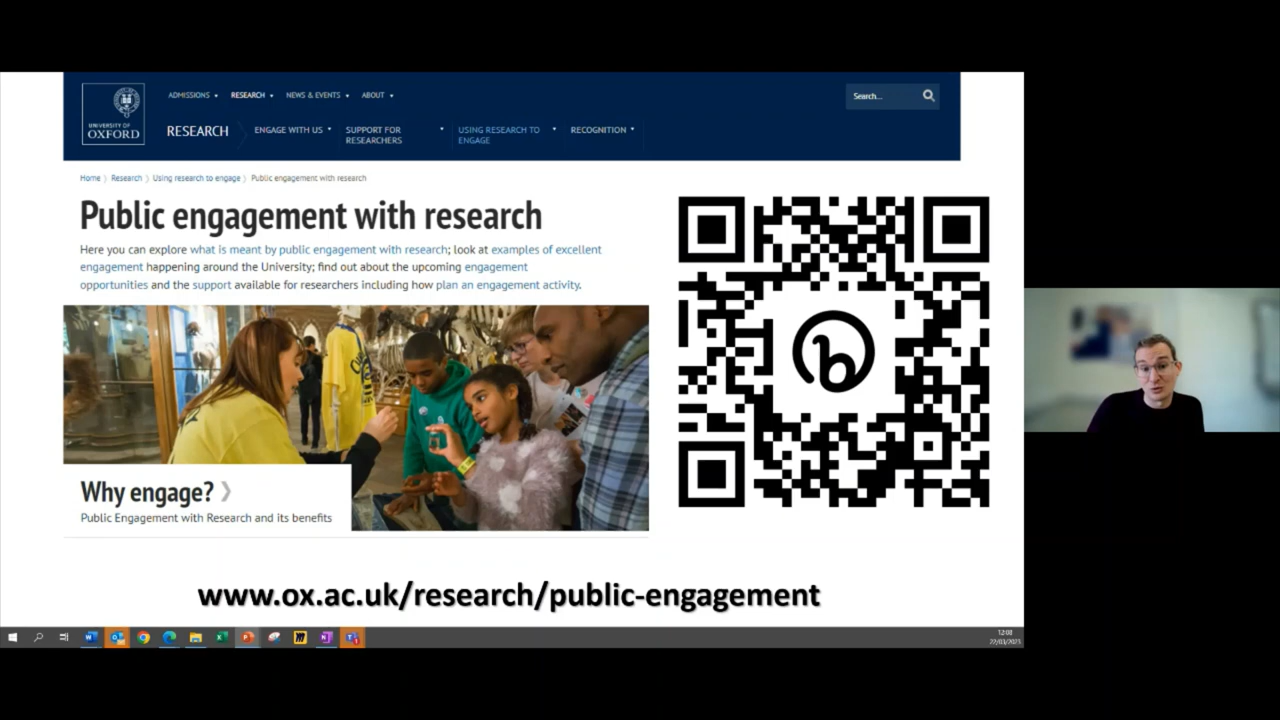 UNIVERSITY OF
OXFORD
ADMISSIONS
RESEARCH
NEWS & EVENTS
ABOUT
Search...
RESEARCH
ENGAGE WITH US
SUPPORT FOR
RESEARCHERS
USING RESEARCH TO
ENGAGE
RECOGNITION
Home 〉 Research 〉 Using research to engage 〉 Public engagement with research
Public engagement with research
Here you can explore what is meant by public engagement with research; look at examples of excellent
engagement happening around the University; find out about the upcoming engagement
opportunities and the support available for researchers including how plan an engagement activity.
Why engage? 〉
Public Engagement with Research and its benefits
b
www.ox.ac.uk/research/public-engagement
12:08
22/03/2023